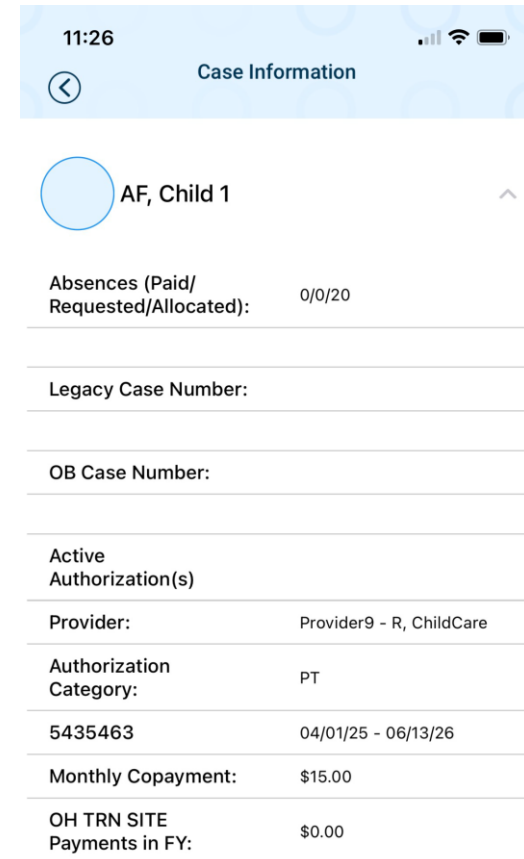 11:26
Case Information
AF, Child 1
Absences (Paid/
Requested/Allocated): 0/0/20
Legacy Case Number:
OB Case Number:
Active
Authorization(s)
Provider: Provider9 - R, ChildCare
Authorization
Category: PT
5435463 04/01/25 - 06/13/26
Monthly Copayment: $15.00
OH TRN SITE
Payments in FY: $0.00